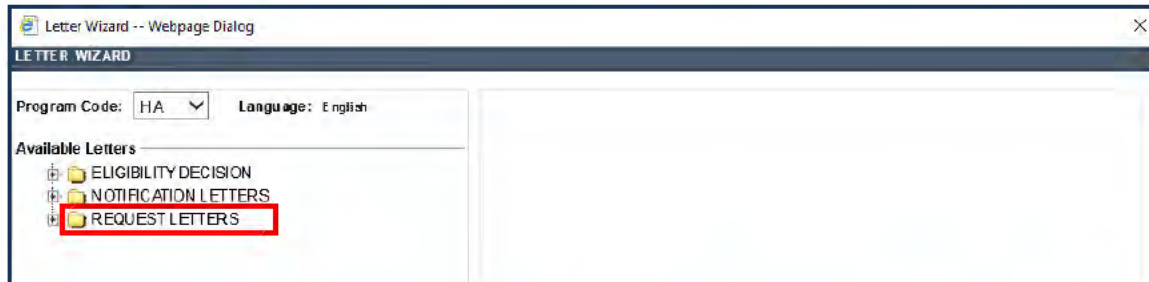 Letter Wizard -- Webpage Dialog
LETTER WIZARD
Program Code: HA Language: English
Available Letters
ELIGIBILITY DECISION
NOTIFICATION LETTERS
REQUEST LETTERS